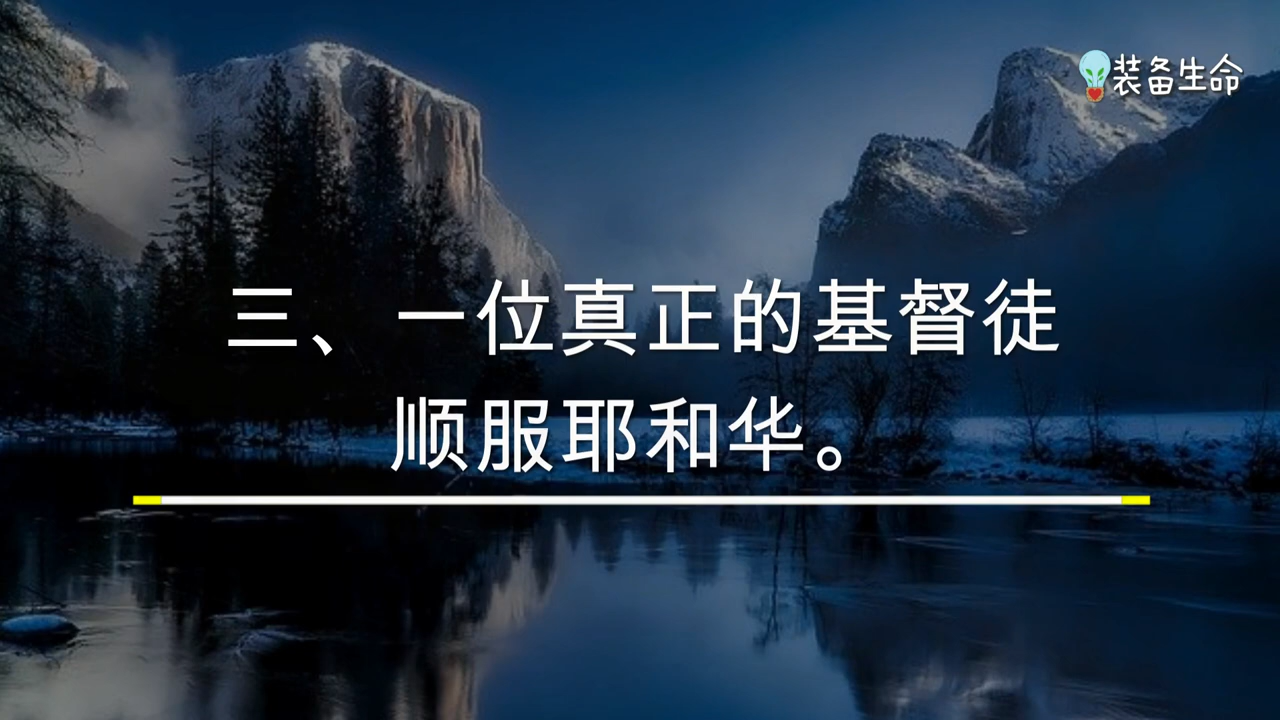 装备生命
三、一位真正的基督徒
顺服耶和华。